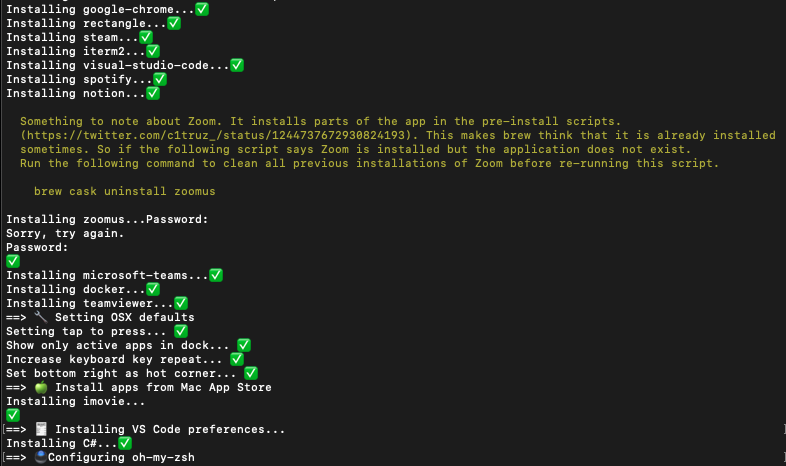 Installing google-chrome...✅
Installing rectangle...✅
Installing steam...✅
Installing iterm2...✅
Installing visual-studio-code...✅
Installing spotify...✅
Installing notion...✅
Something to note about Zoom. It installs parts of the app in the pre-install scripts.
(https://twitter.com/c1truz_/status/1244737672930824193). This makes brew think that it is already installed
sometimes. So if the following script says Zoom is installed but the application does not exist.
Run the following command to clean all previous installations of Zoom before re-running this script.
brew cask uninstall zoomus
Installing zoomus...Password:
Sorry, try again.
Password:
✅
Installing microsoft-teams...✅
Installing docker...✅
Installing teamviewer...✅
==> 🔧 Setting OSX defaults
Setting tap to press... ✅
Show only active apps in dock... ✅
Increase keyboard key repeat... ✅
Set bottom right as hot corner... ✅
==> 🍏 Install apps from Mac App Store
Installing imovie...
✅
[==> 📓 Installing VS Code preferences... ]
Installing C#...✅
[==> 🔮Configuring oh-my-zsh ]